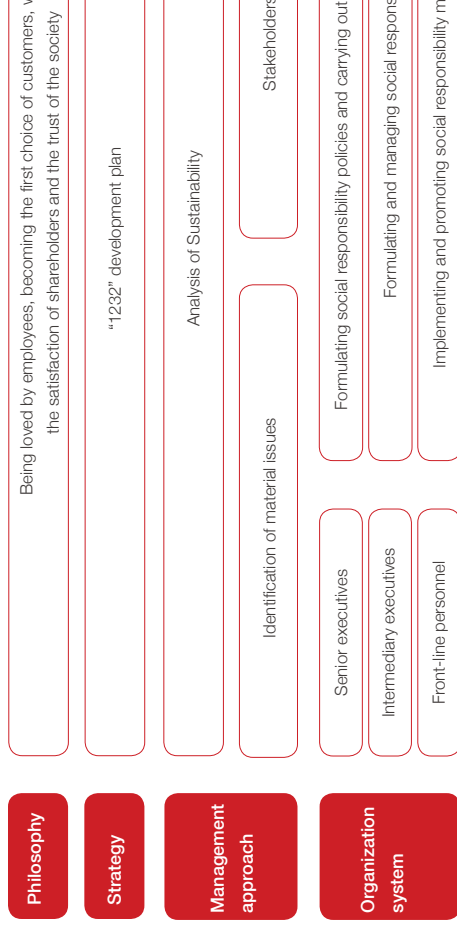 Philosophy
Being loved by employees, becoming the first choice of customers,
the satisfaction of shareholders and the trust of the society
Strategy
“1232” development plan
Management
approach
Analysis of Sustainability
Identification of material issues
Stakeholders
Organization
system
Senior executives
Formulating social responsibility policies and carrying out
Intermediary executives
Formulating and managing social
Front-line personnel
Implementing and promoting social responsibility